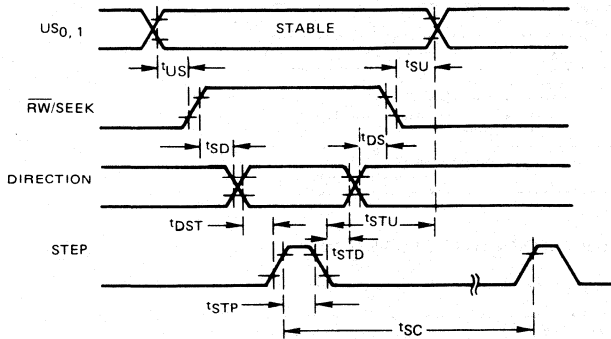 US0, 1
STABLE
tUS
tSU
RW/SEEK
tSD
tDS
DIRECTION
tDST
tSTU
STEP
tSTD
tSTP
tSC